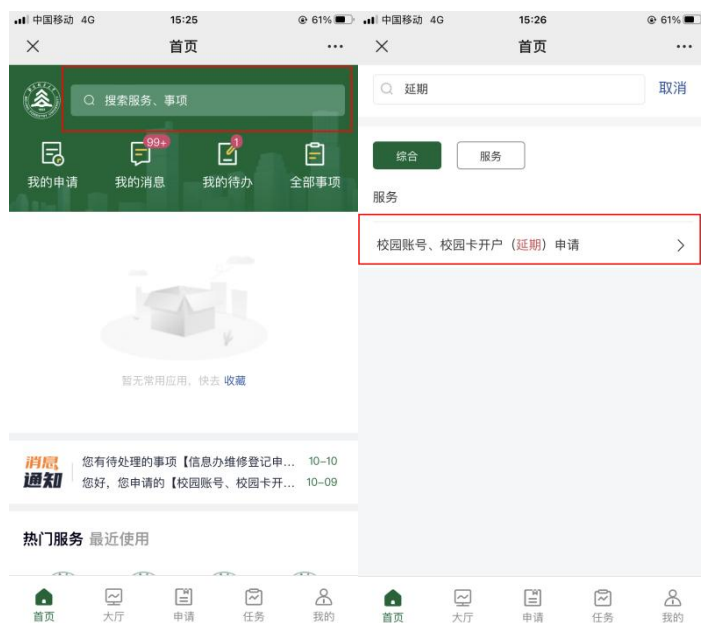 中国移动 4G 15:25 61%
首页
搜索服务、事项
99+ 1
我的申请 我的消息 我的待办 全部事项
暂无常用应用，快去 收藏
消息 您有待处理的事项【信息办维修登记申... 10-10
通知 您好，您申请的【校园账号、校园卡开... 10-09
热门服务 最近使用
首页 大厅 申请 任务 我的
中国移动 4G 15:26 61%
首页
延期 取消
综合 服务
服务
校园账号、校园卡开户（延期）申请
首页 大厅 申请 任务 我的